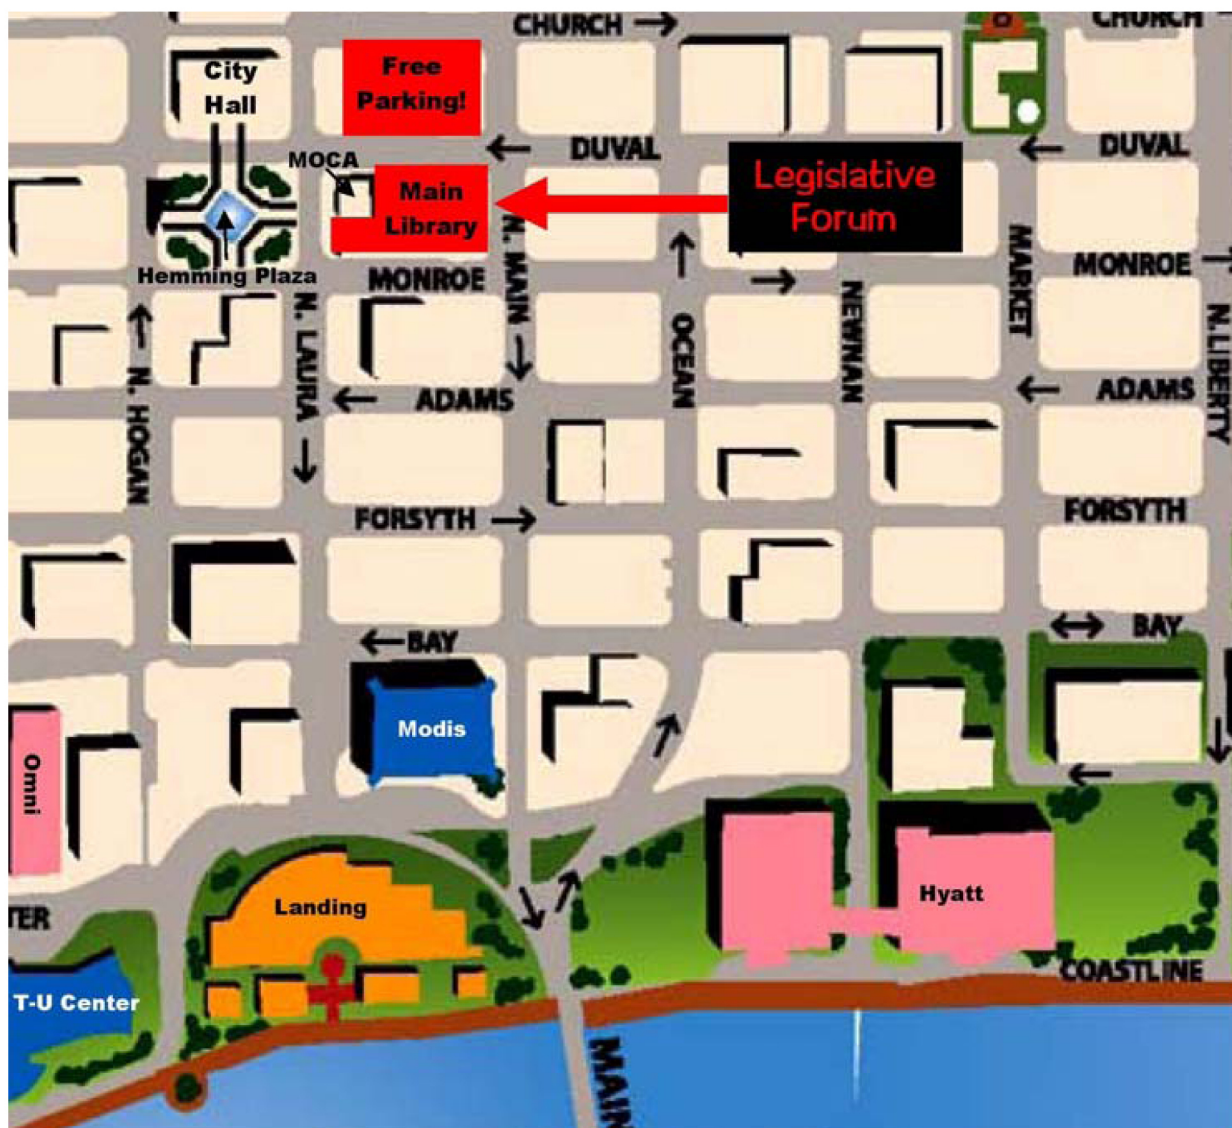 CHURCH
CHURCH
City
Hall
Free
Parking!
DUVAL
DUVAL
MOCA
Main
Library
Legislative
Forum
Hemming Plaza
MONROE
MONROE
N. MAIN
MARKET
N. LAURA
OCEAN
NEWNAN
N. LIBERTY
N. HOGAN
ADAMS
ADAMS
FORSYTH
FORSYTH
BAY
BAY
Modis
Omni
Landing
Hyatt
TER
COASTLINE
T-U Center
MAIN